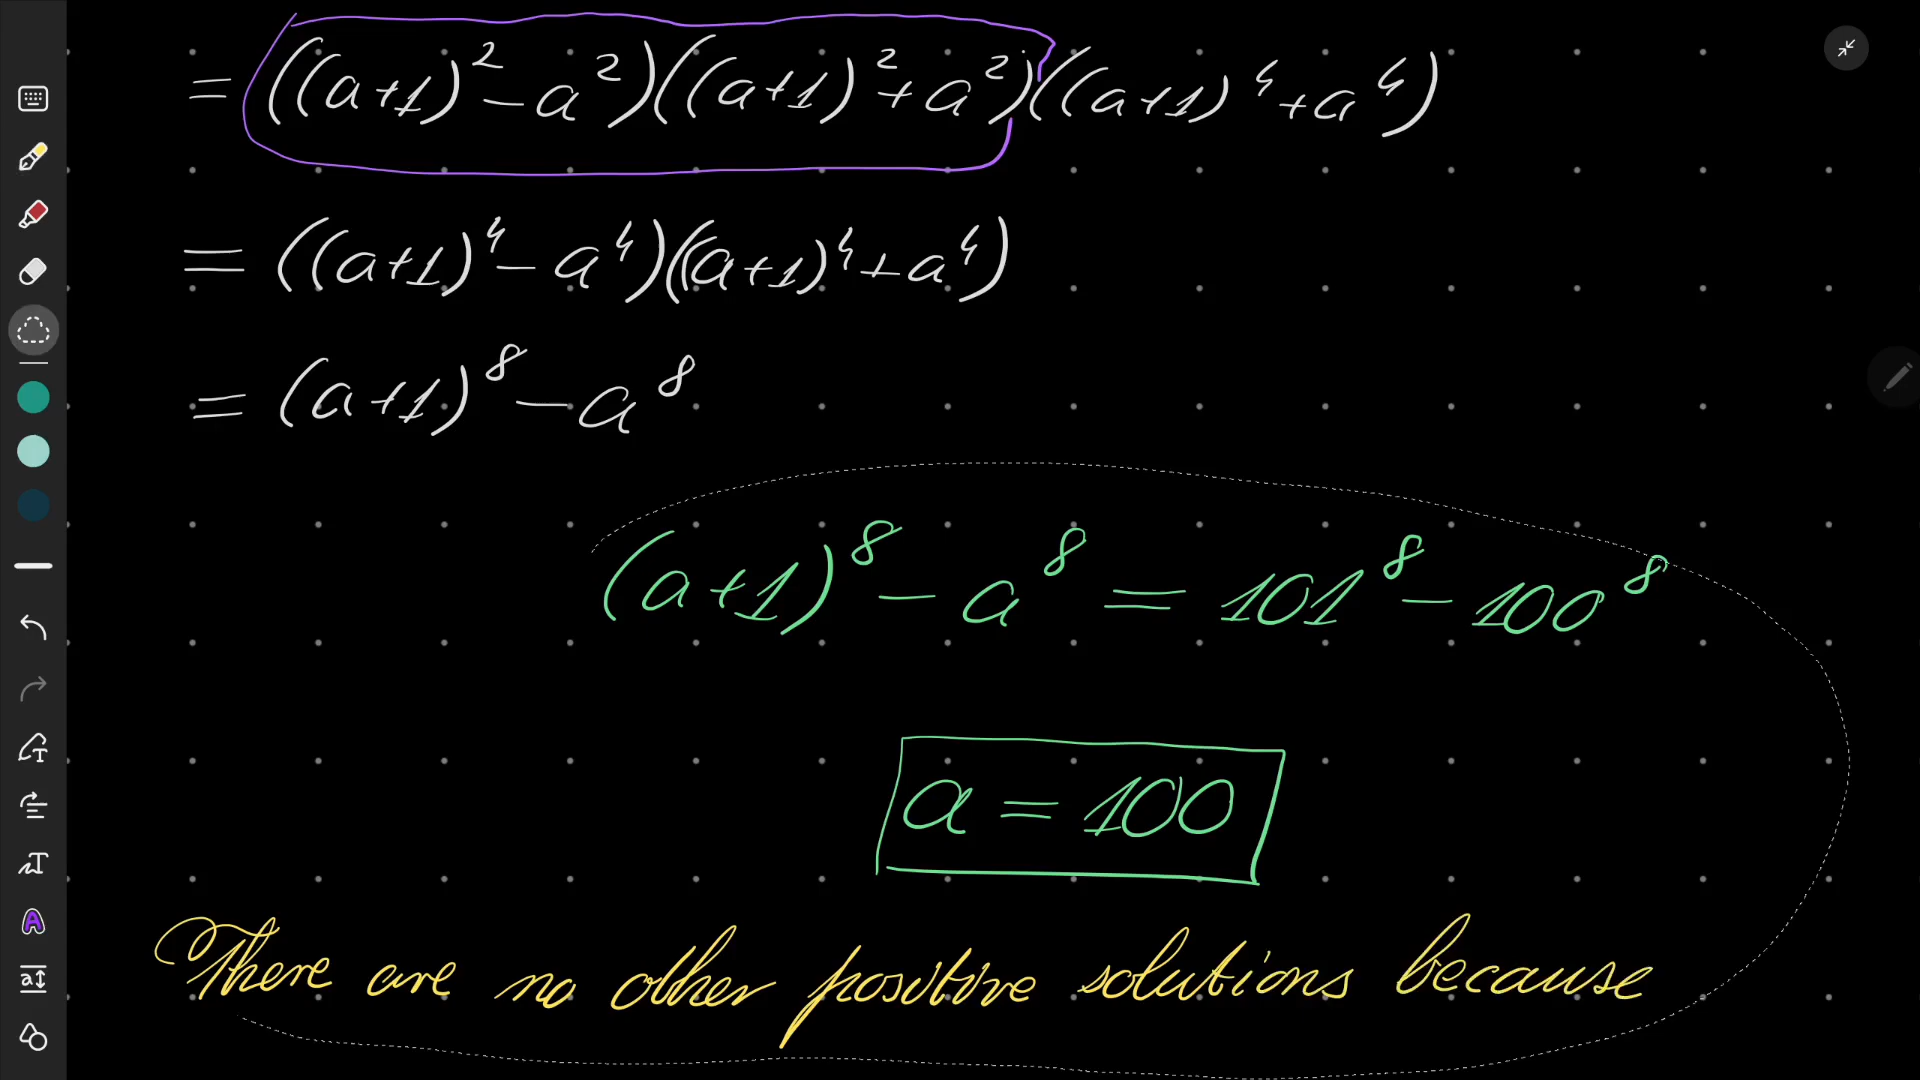 = ((a+1)² - a²)((a+1)² + a²)((a+1)⁴ + a⁴)
= ((a+1)⁴ - a⁴)((a+1)⁴ + a⁴)
= (a+1)⁸ - a⁸
(a+1)⁸ - a⁸ = 101⁸ - 100⁸
a = 100
There are no other positive solutions because